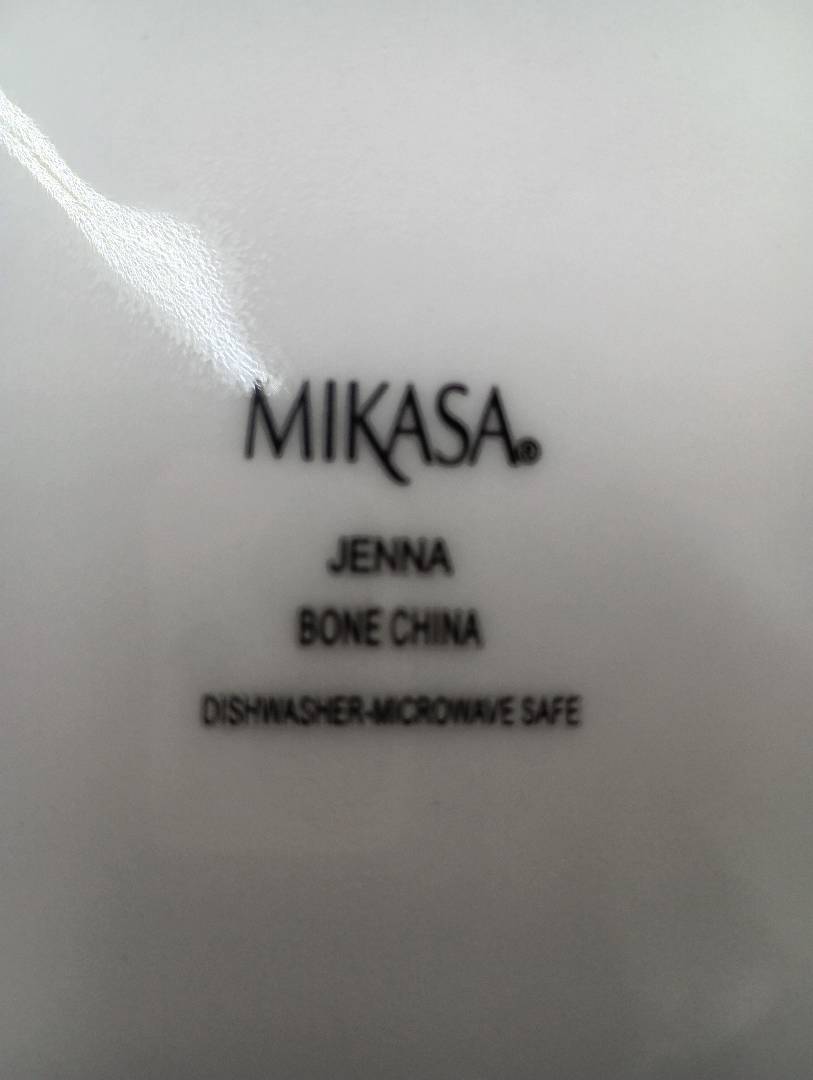 MIKASA®
JENNA
BONE CHINA
DISHWASHER-MICROWAVE SAFE